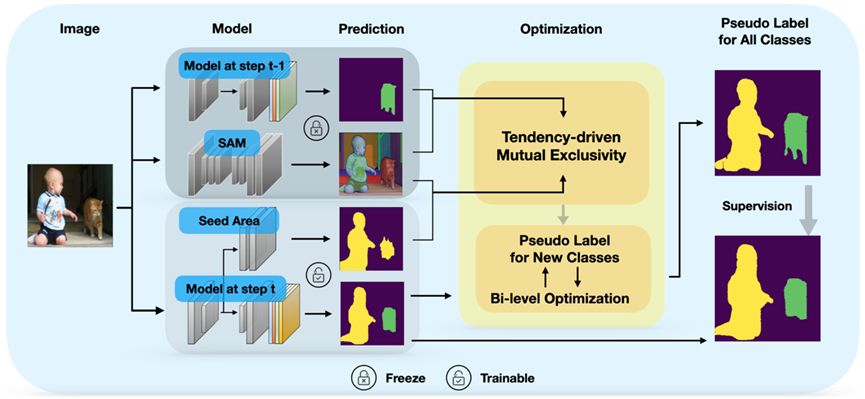 Image
Model
Prediction
Optimization
Pseudo Label
for All Classes
Model at step t-1
SAM
Seed Area
Model at step t
Tendency-driven
Mutual Exclusivity
Pseudo Label
for New Classes
Bi-level Optimization
Supervision
Freeze
Trainable